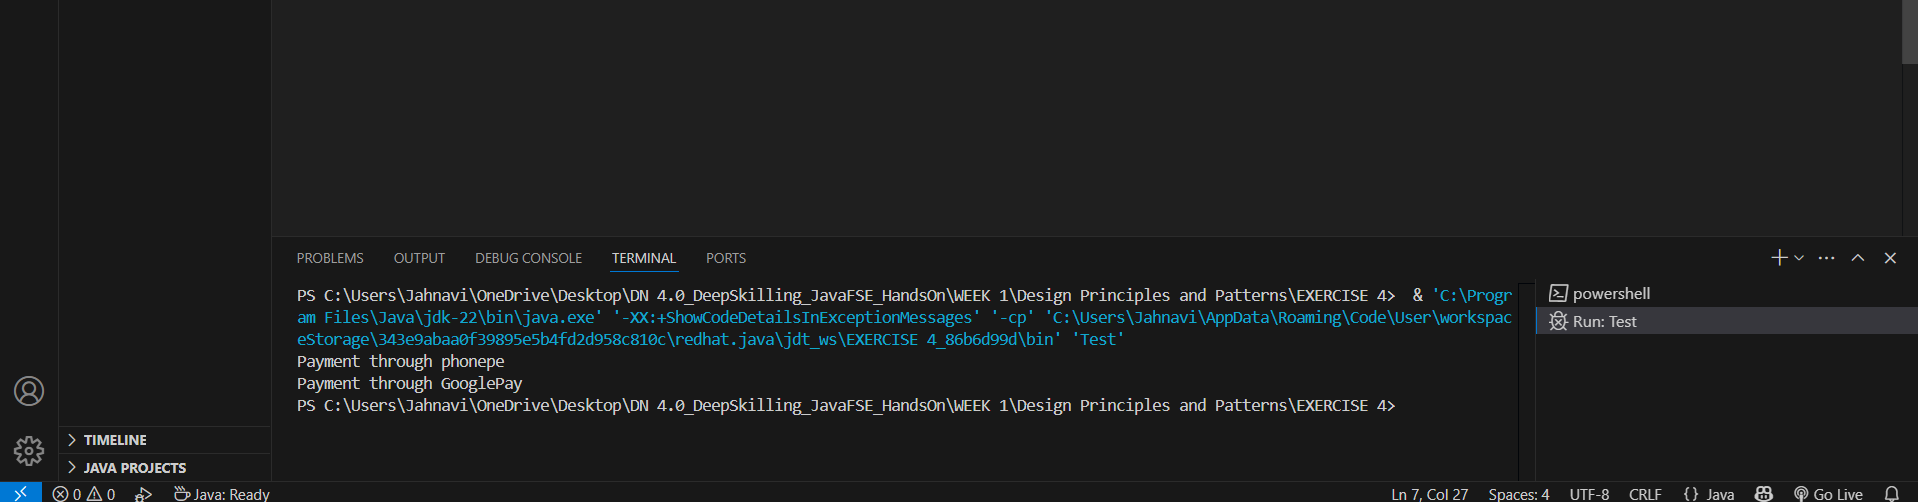 PROBLEMS OUTPUT DEBUG CONSOLE TERMINAL PORTS
PS C:\Users\Jahnavi\OneDrive\Desktop\DN 4.0_DeepSkilling_JavaFSE_HandsOn\WEEK 1\Design Principles and Patterns\EXERCISE 4> & 'C:\Progr
am Files\Java\jdk-22\bin\java.exe' '-XX:+ShowCodeDetailsInExceptionMessages' '-cp' 'C:\Users\Jahnavi\AppData\Roaming\Code\User\workspac
eStorage\343e9abaa0f39895e5b4fd2d958c810c\redhat.java\jdt_ws\EXERCISE 4_86b6d99d\bin' 'Test'
Payment through phonepe
Payment through GooglePay
PS C:\Users\Jahnavi\OneDrive\Desktop\DN 4.0_DeepSkilling_JavaFSE_HandsOn\WEEK 1\Design Principles and Patterns\EXERCISE 4>
powershell
Run: Test
TIMELINE
JAVA PROJECTS
0 0 Java: Ready Ln 7, Col 27 Spaces: 4 UTF-8 CRLF {} Java Go Live